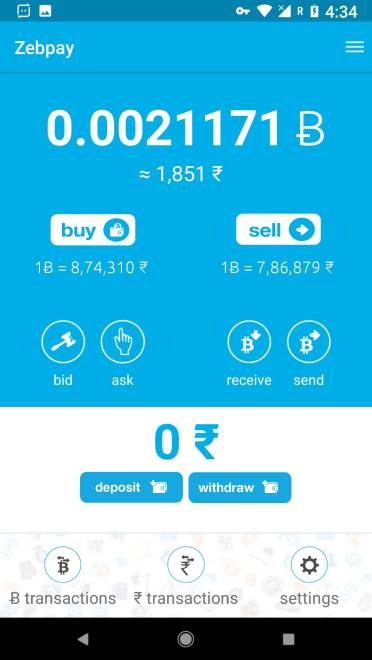 R 4:34
Zebpay
0.0021171 Ƀ
≈ 1,851 ₹
buy sell
1Ƀ = 8,74,310 ₹ 1Ƀ = 7,86,879 ₹
bid ask receive send
0 ₹
deposit withdraw
Ƀ transactions ₹ transactions settings